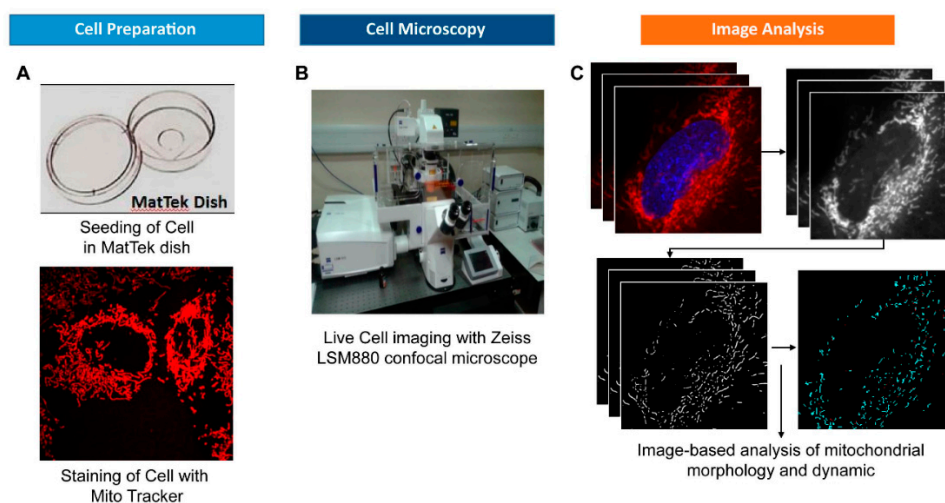 Cell Preparation
Cell Microscopy
Image Analysis
A
MatTek Dish
Seeding of Cell
in MatTek dish
Staining of Cell with
Mito Tracker
B
Live Cell imaging with Zeiss
LSM880 confocal microscope
C
Image-based analysis of mitochondrial
morphology and dynamic